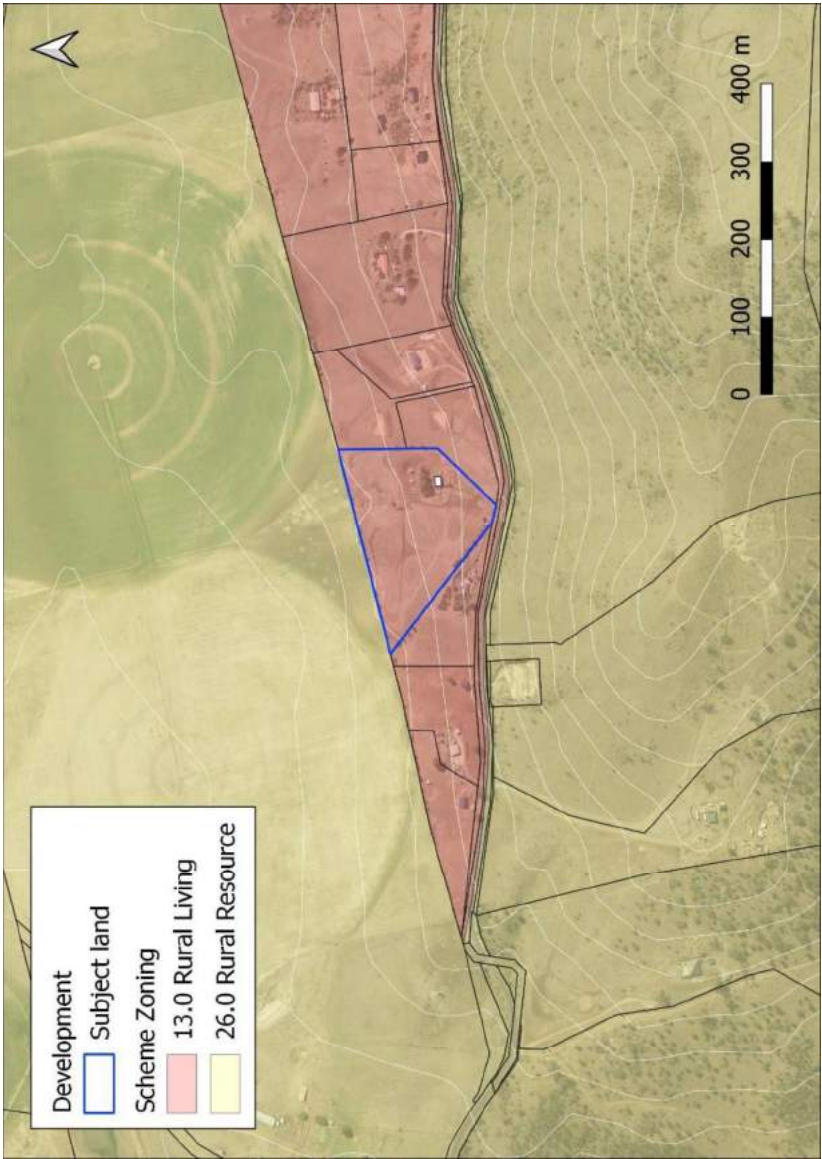 Development
Subject land
Scheme Zoning
13.0 Rural Living
26.0 Rural Resource
0 100 200 300 400 m